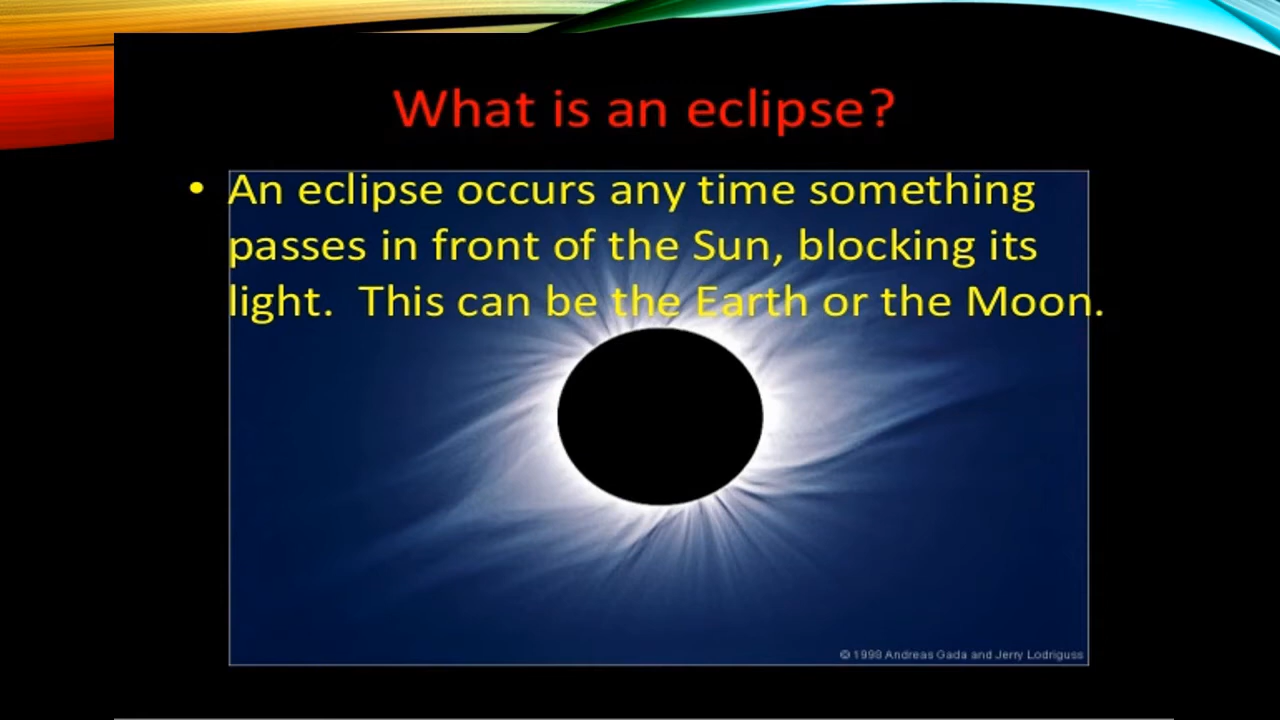 What is an eclipse?
• An eclipse occurs any time something
passes in front of the Sun, blocking its
light.  This can be the Earth or the Moon.
© 1998 Andreas Gada and Jerry Lodriguss